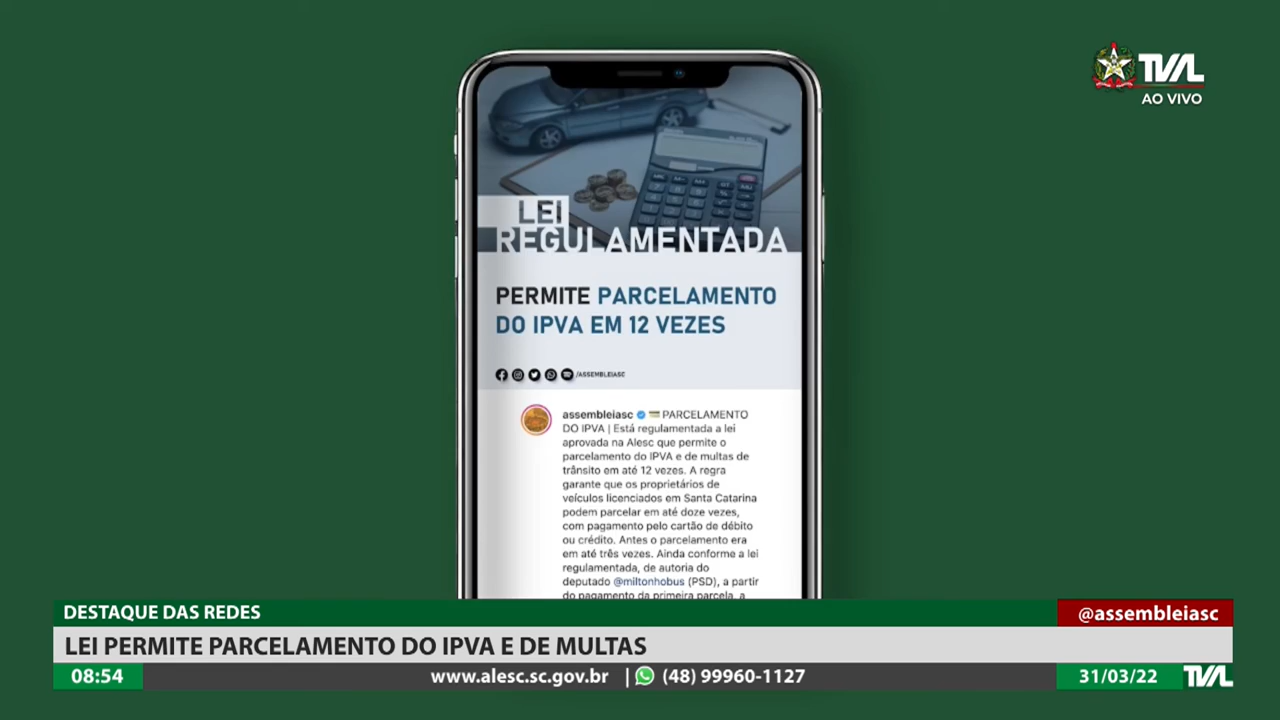 TVAL
AO VIVO
LEI
REGULAMENTADA
PERMITE PARCELAMENTO
DO IPVA EM 12 VEZES
/ASSEMBLEIASC
assembleiasc PARCELAMENTO
DO IPVA | Está regulamentada a lei
aprovada na Alesc que permite o
parcelamento do IPVA e de multas de
trânsito em até 12 vezes. A regra
garante que os proprietários de
veículos licenciados em Santa Catarina
podem parcelar em até doze vezes,
com pagamento pelo cartão de débito
ou crédito. Antes o parcelamento era
em até três vezes. Ainda conforme a lei
regulamentada, de autoria do
deputado @miltonhobus (PSD), a partir
do pagamento da primeira parcela, a
DESTAQUE DAS REDES
@assembleiasc
LEI PERMITE PARCELAMENTO DO IPVA E DE MULTAS
08:54
www.alesc.sc.gov.br | (48) 99960-1127
31/03/22
TVAL